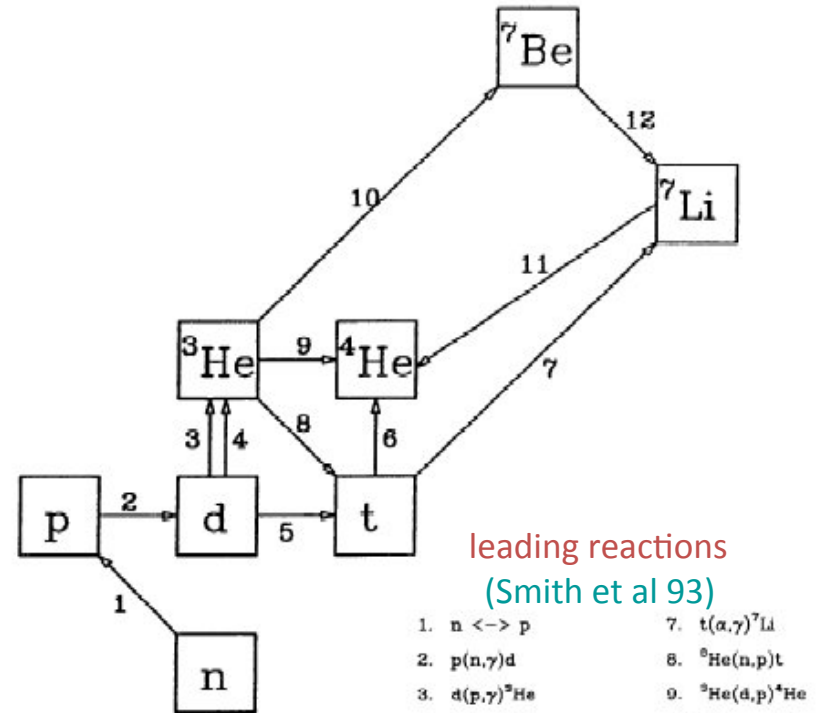 ⁷Be
12
⁷Li
10
11
³He
9
⁴He
7
8
3
4
6
p
2
d
5
t
1
n
leading reactions
(Smith et al 93)
1. n <-> p
2. p(n,γ)d
3. d(p,γ)³He
7. t(α,γ)⁷Li
8. ³He(n,p)t
9. ³He(d,p)⁴He